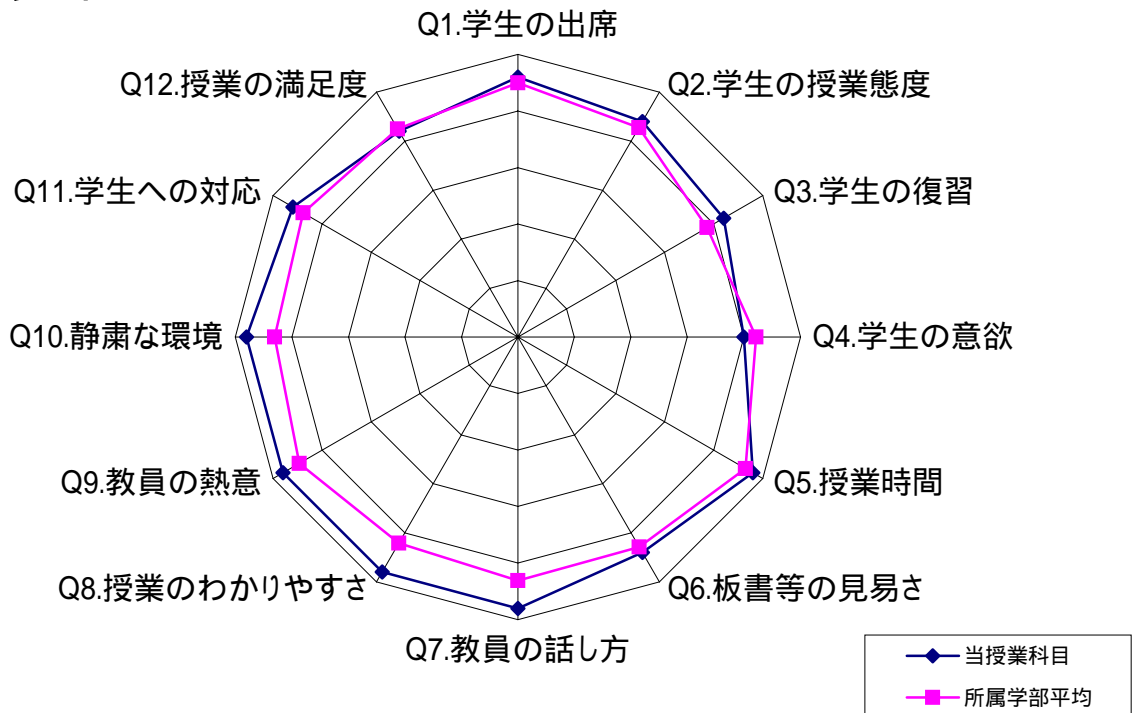 Q1.学生の出席
Q2.学生の授業態度
Q3.学生の復習
Q4.学生の意欲
Q5.授業時間
Q6.板書等の見易さ
Q7.教員の話し方
Q8.授業のわかりやすさ
Q9.教員の熱意
Q10.静粛な環境
Q11.学生への対応
Q12.授業の満足度
当授業科目
所属学部平均